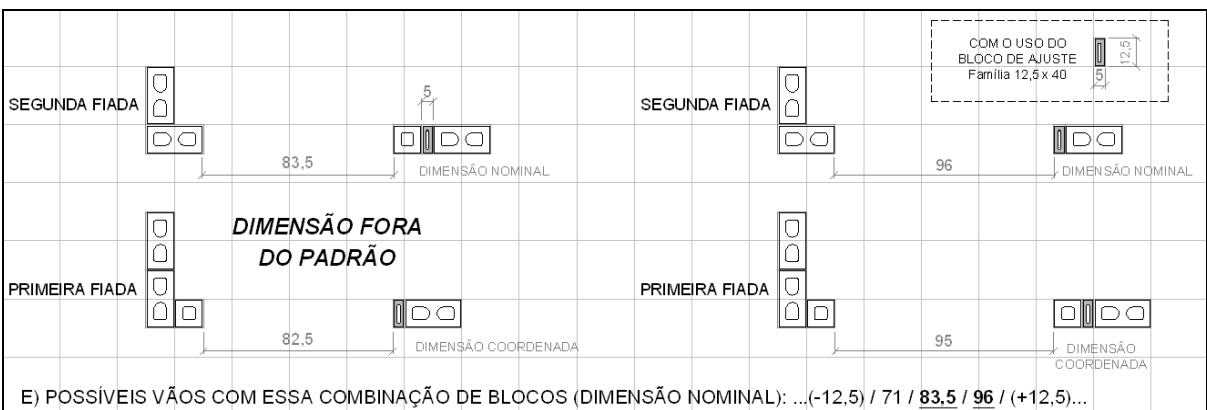 COM O USO DO
BLOCO DE AJUSTE
Família 12,5 x 40
12,5
5
SEGUNDA FIADA
5
83,5
DIMENSÃO NOMINAL
SEGUNDA FIADA
96
DIMENSÃO NOMINAL
DIMENSÃO FORA
DO PADRÃO
PRIMEIRA FIADA
82,5
DIMENSÃO COORDENADA
PRIMEIRA FIADA
95
DIMENSÃO
COORDENADA
E) POSSÍVEIS VÃOS COM ESSA COMBINAÇÃO DE BLOCOS (DIMENSÃO NOMINAL): ...(-12,5) / 71 / 83,5 / 96 / (+12,5)...